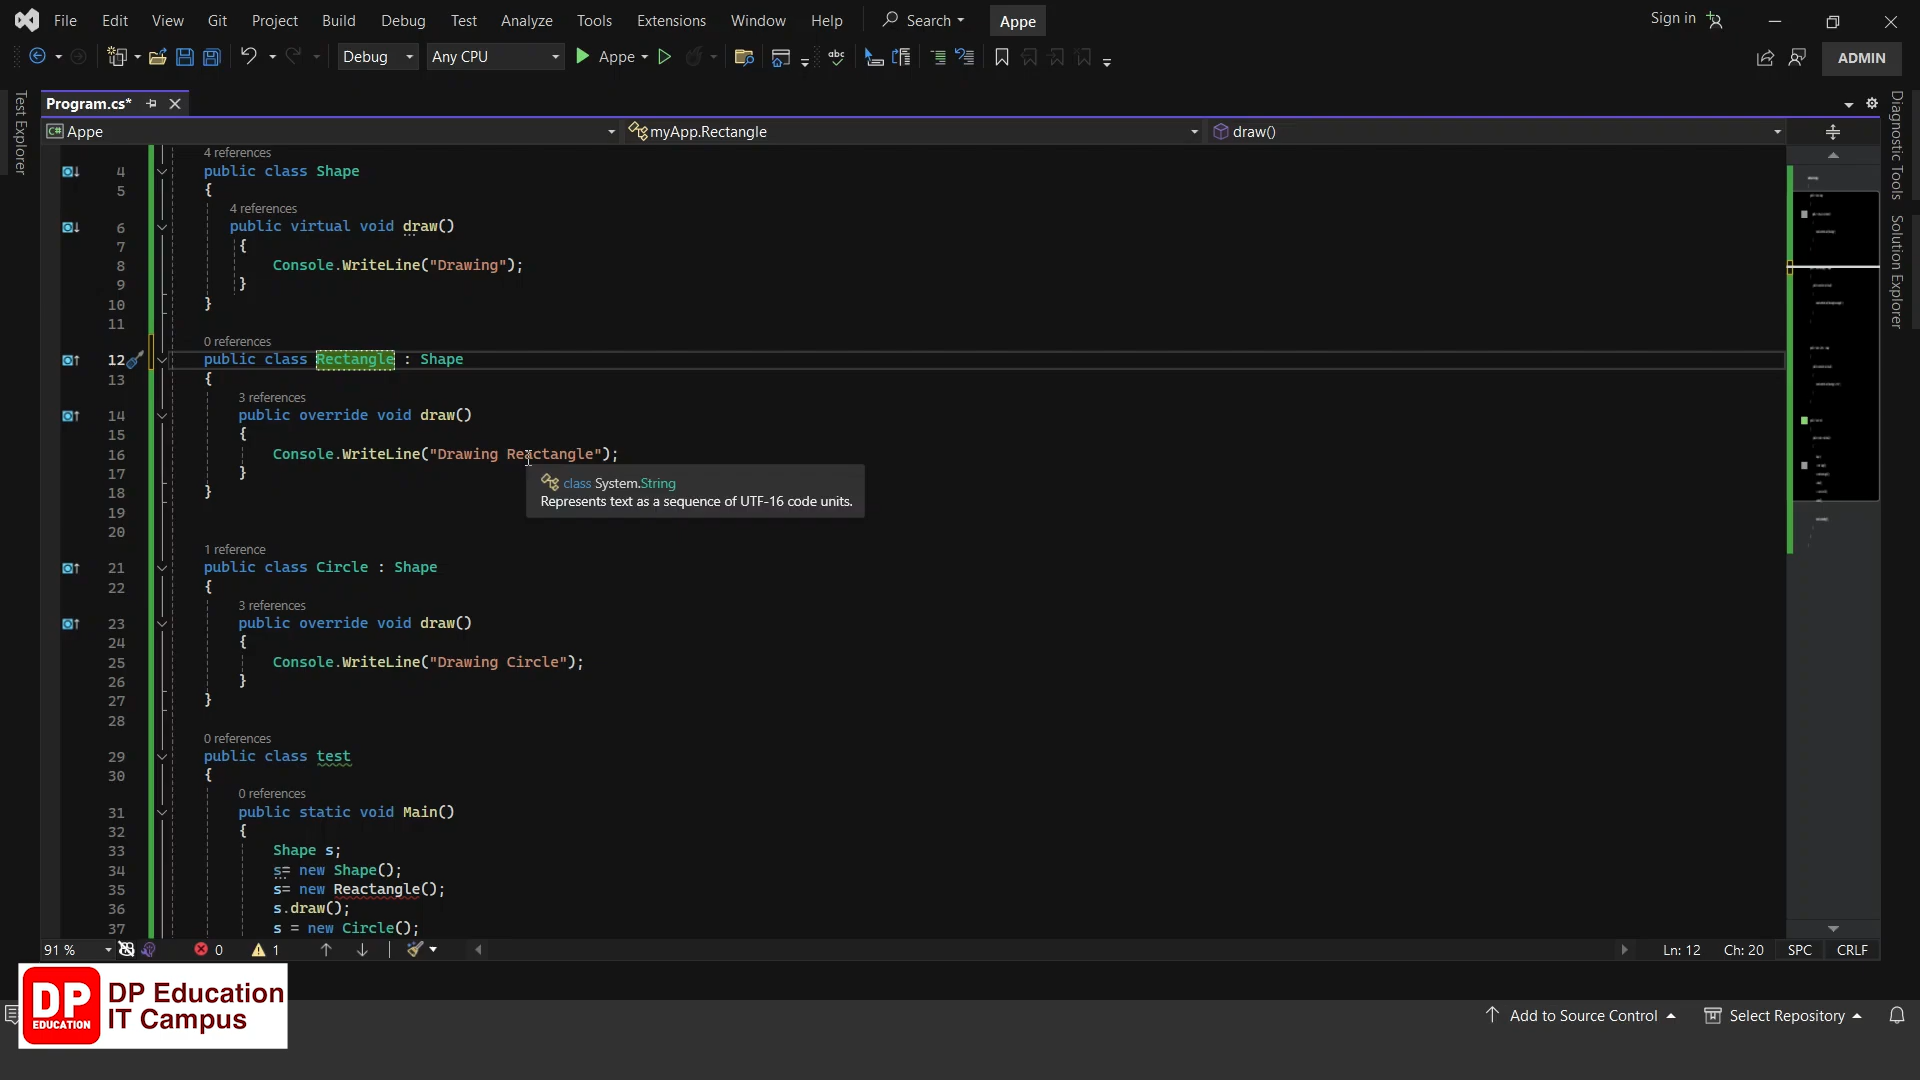 File Edit View Git Project Build Debug Test Analyze Tools Extensions Window Help Search Appe Sign in
Debug Any CPU Appe abc ADMIN
Test Explorer
Program.cs*
C# Appe myApp.Rectangle draw()
Diagnostic Tools
Solution Explorer
4 references
4 public class Shape
5 {
4 references
6 public virtual void draw()
7 {
8 Console.WriteLine("Drawing");
9 }
10 }
11
0 references
12 public class Rectangle : Shape
13 {
3 references
14 public override void draw()
15 {
16 Console.WriteLine("Drawing Reactangle");
17 }
class System.String
Represents text as a sequence of UTF-16 code units.
18 }
19
20
1 reference
21 public class Circle : Shape
22 {
3 references
23 public override void draw()
24 {
25 Console.WriteLine("Drawing Circle");
26 }
27 }
28
0 references
29 public class test
30 {
0 references
31 public static void Main()
32 {
33 Shape s;
34 s= new Shape();
35 s= new Reactangle();
36 s.draw();
37 s = new Circle();
91 % 0 1 Ln: 12 Ch: 20 SPC CRLF
DP EDUCATION
DP Education
IT Campus
Add to Source Control Select Repository